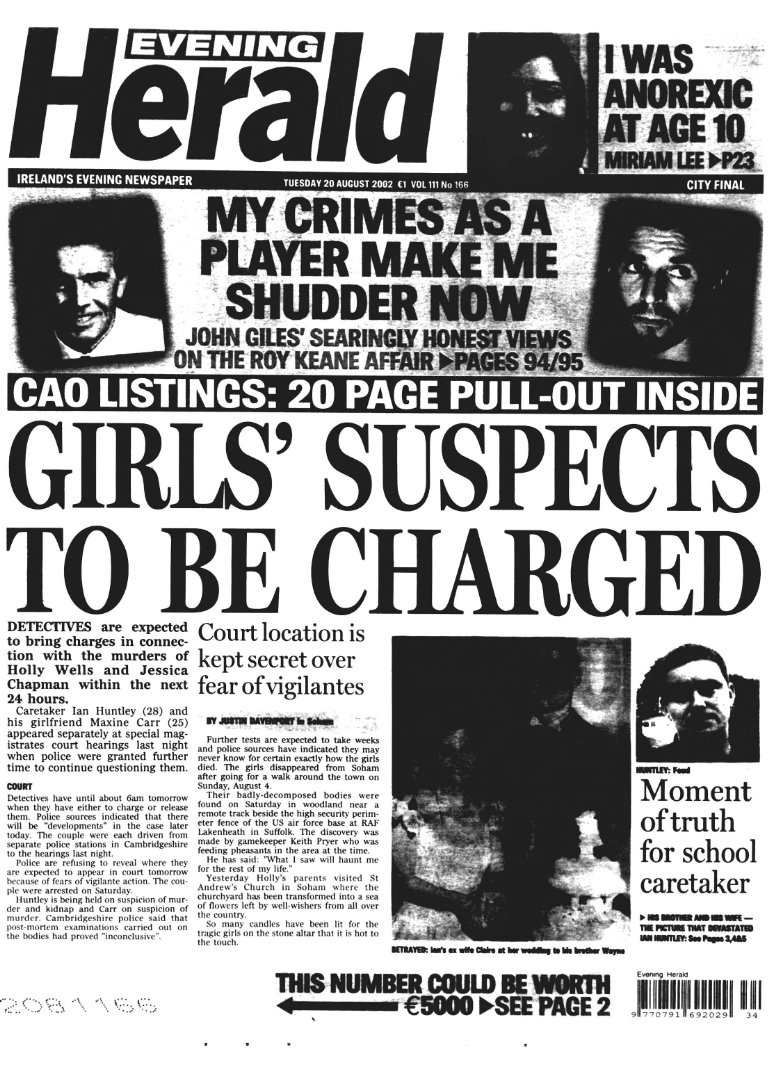 EVENING
Herald
I WAS
ANOREXIC
AT AGE 10
MIRIAM LEE ▶P23
IRELAND'S EVENING NEWSPAPER
TUESDAY 20 AUGUST 2002 €1 VOL 111 No 166
CITY FINAL
MY CRIMES AS A
PLAYER MAKE ME
SHUDDER NOW
JOHN GILES' SEARINGLY HONEST VIEWS
ON THE ROY KEANE AFFAIR ▶PAGES 94/95
CAO LISTINGS: 20 PAGE PULL-OUT INSIDE
GIRLS' SUSPECTS
TO BE CHARGED
DETECTIVES are expected
to bring charges in connec-
tion with the murders of
Holly Wells and Jessica
Chapman within the next
24 hours.
Caretaker Ian Huntley (28) and
his girlfriend Maxine Carr (25)
appeared separately at special mag-
istrates court hearings last night
when police were granted further
time to continue questioning them.
COURT
Detectives have until about 6am tomorrow
when they have either to charge or release
them. Police sources indicated that there
will be "developments" in the case later
today. The couple were each driven from
separate police stations in Cambridgeshire
to the hearings last night.
Police are refusing to reveal where they
are expected to appear in court tomorrow
because of fears of vigilante action. The cou-
ple were arrested on Saturday.
Huntley is being held on suspicion of mur-
der and kidnap and Carr on suspicion of
murder. Cambridgeshire police said that
post-mortem examinations carried out on
the bodies had proved "inconclusive".
Court location is
kept secret over
fear of vigilantes
BY JUSTIN DAVENPORT in Soham
Further tests are expected to take weeks
and police sources have indicated they may
never know for certain exactly how the girls
died. The girls disappeared from Soham
after going for a walk around the town on
Sunday, August 4.
Their badly-decomposed bodies were
found on Saturday in woodland near a
remote track beside the high security perim-
eter fence of the US air force base at RAF
Lakenheath in Suffolk. The discovery was
made by gamekeeper Keith Pryer who was
feeding pheasants in the area at the time.
He has said: "What I saw will haunt me
for the rest of my life."
Yesterday Holly's parents visited St
Andrew's Church in Soham where the
churchyard has been transformed into a sea
of flowers left by well-wishers from all over
the country.
So many candles have been lit for the
tragic girls on the stone altar that it is hot to
the touch.
BETRAYED: Ian's ex wife Claire at her wedding to his brother Wayne
HUNTLEY: Feud
Moment
of truth
for school
caretaker
▶ HIS BROTHER AND HIS WIFE —
THE PICTURE THAT DEVASTATED
IAN HUNTLEY: See Pages 3,4&5
2081166
THIS NUMBER COULD BE WORTH
€5000 ▶SEE PAGE 2
Evening Herald
9 770791 692029 34